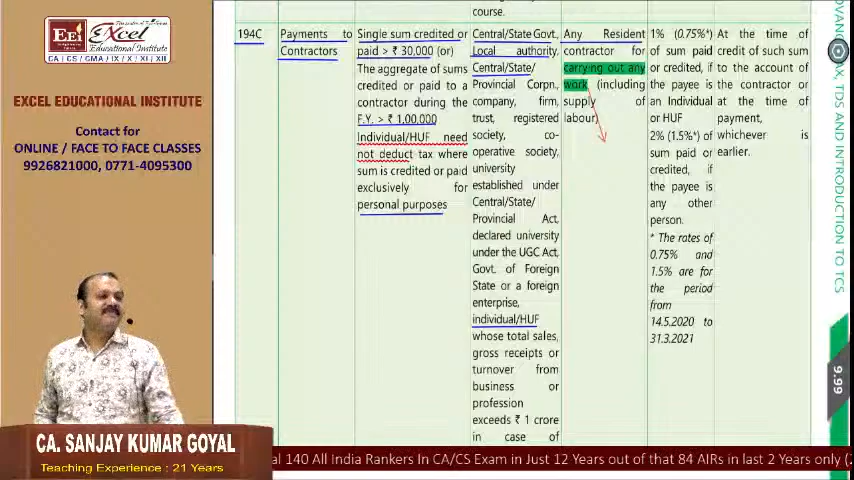 EEi
Excel
Educational Institute
CA / CS / CMA / IX / X / XI / XII
EXCEL EDUCATIONAL INSTITUTE
Contact for
ONLINE / FACE TO FACE CLASSES
9926821000, 0771-4095300
CA. SANJAY KUMAR GOYAL
Teaching Experience : 21 Years
course.
194C
Payments to
Contractors
Single sum credited or
paid > ₹ 30,000 (or)
The aggregate of sums
credited or paid to a
contractor during the
F.Y. > ₹ 1,00,000
Individual/HUF need
not deduct tax where
sum is credited or paid
exclusively for
personal purposes
Central/State Govt.,
Local authority,
Central/State/
Provincial Corpn.,
company, firm,
trust, registered
society, co-
operative society,
university
established under
Central/State/
Provincial Act,
declared university
under the UGC Act,
Govt. of Foreign
State or a foreign
enterprise,
individual/HUF
whose total sales,
gross receipts or
turnover from
business or
profession
exceeds ₹ 1 crore
in case of
Any Resident
contractor for
carrying out any
work (including
supply of
labour)
1% (0.75%*)
of sum paid
or credited, if
the payee is
an Individual
or HUF
2% (1.5%*) of
sum paid or
credited, if
the payee is
any other
person.
* The rates of
0.75% and
1.5% are for
the period
from
14.5.2020 to
31.3.2021
At the time of
credit of such sum
to the account of
the contractor or
at the time of
payment,
whichever is
earlier.
TAX, TDS AND INTRODUCTION TO TCS
9.99
140 All India Rankers In CA/CS Exam in Just 12 Years out of that 84 AIRs in last 2 Years only